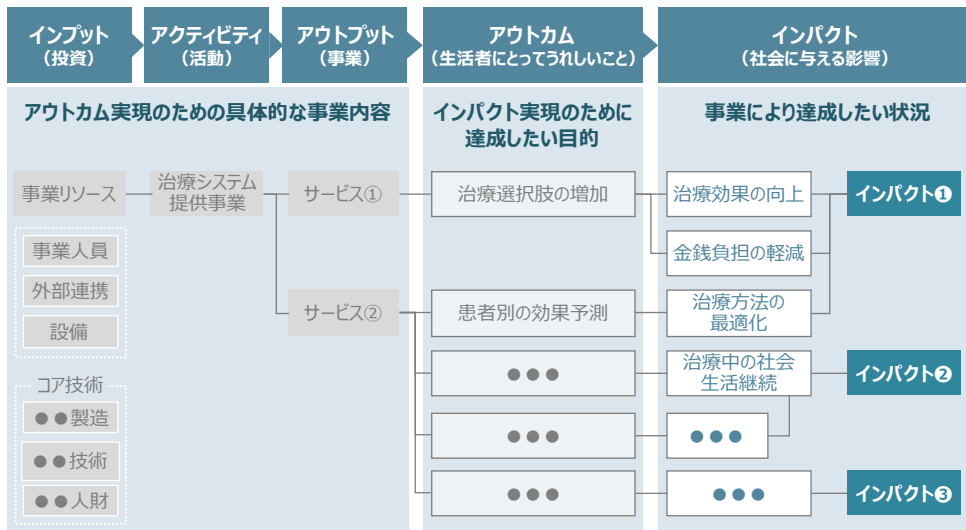 インプット
（投資）
アクティビティ
（活動）
アウトプット
（事業）
アウトカム
（生活者にとってうれしいこと）
インパクト
（社会に与える影響）
アウトカム実現のための具体的な事業内容
インパクト実現のために
達成したい目的
事業により達成したい状況
事業リソース
治療システム
提供事業
サービス①
治療選択肢の増加
治療効果の向上
インパクト❶
事業人員
外部連携
設備
金銭負担の軽減
サービス②
患者別の効果予測
治療方法の
最適化
●●●
治療中の社会
生活継続
インパクト❷
コア技術
●●製造
●●技術
●●人財
●●●
●●●
●●●
●●●
インパクト❸